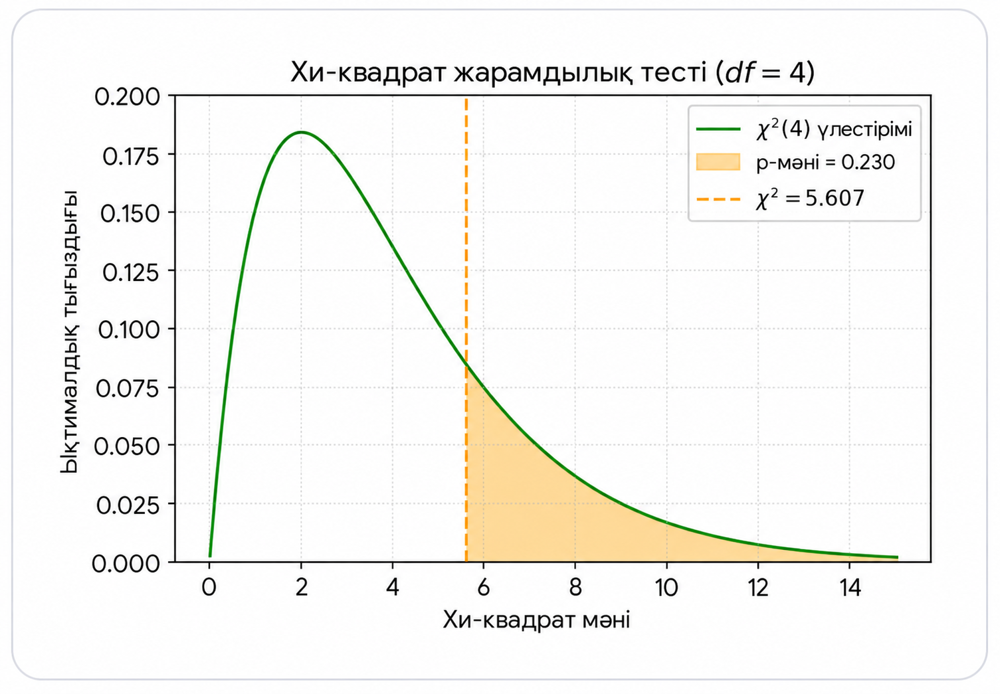 Хи-квадрат жарамдылық тесті (df = 4)
χ²(4) үлестірімі
p-мәні = 0.230
χ² = 5.607
Ықтималдық тығыздығы
0.200
0.175
0.150
0.125
0.100
0.075
0.050
0.025
0.000
0 2 4 6 8 10 12 14
Хи-квадрат мәні